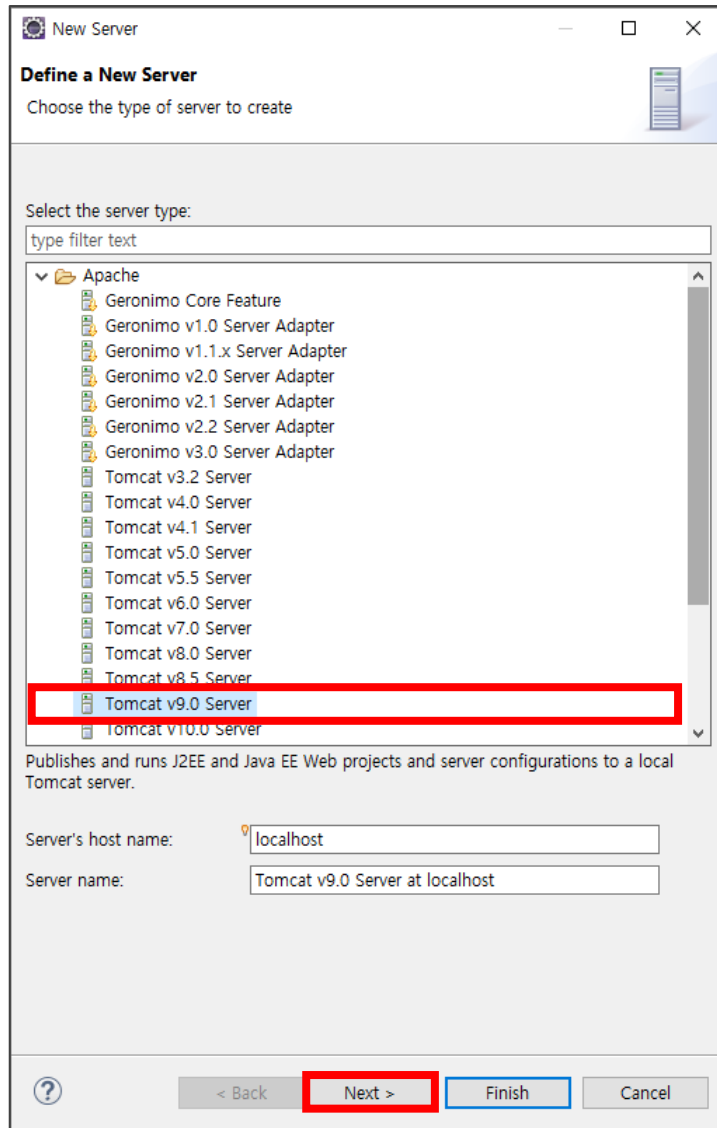 New Server
Define a New Server
Choose the type of server to create
Select the server type:
type filter text
Apache
Geronimo Core Feature
Geronimo v1.0 Server Adapter
Geronimo v1.1.x Server Adapter
Geronimo v2.0 Server Adapter
Geronimo v2.1 Server Adapter
Geronimo v2.2 Server Adapter
Geronimo v3.0 Server Adapter
Tomcat v3.2 Server
Tomcat v4.0 Server
Tomcat v4.1 Server
Tomcat v5.0 Server
Tomcat v5.5 Server
Tomcat v6.0 Server
Tomcat v7.0 Server
Tomcat v8.0 Server
Tomcat v8.5 Server
Tomcat v9.0 Server
Tomcat v10.0 Server
Publishes and runs J2EE and Java EE Web projects and server configurations to a local
Tomcat server.
Server's host name: localhost
Server name: Tomcat v9.0 Server at localhost
? < Back Next > Finish Cancel